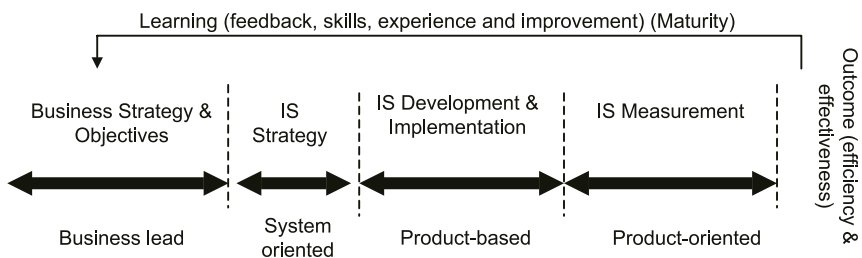 Learning (feedback, skills, experience and improvement) (Maturity)
Business Strategy &
Objectives
IS
Strategy
IS Development &
Implementation
IS Measurement
Outcome (efficiency &
effectiveness)
Business lead
System
oriented
Product-based
Product-oriented